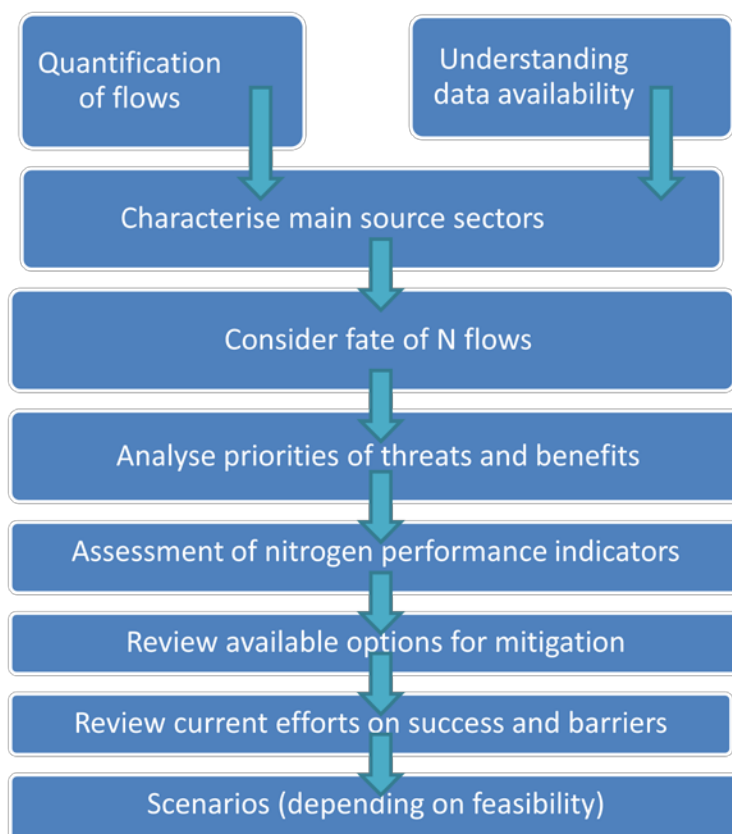 Quantification
of flows
Understanding
data availability
Characterise main source sectors
Consider fate of N flows
Analyse priorities of threats and benefits
Assessment of nitrogen performance indicators
Review available options for mitigation
Review current efforts on success and barriers
Scenarios (depending on feasibility)